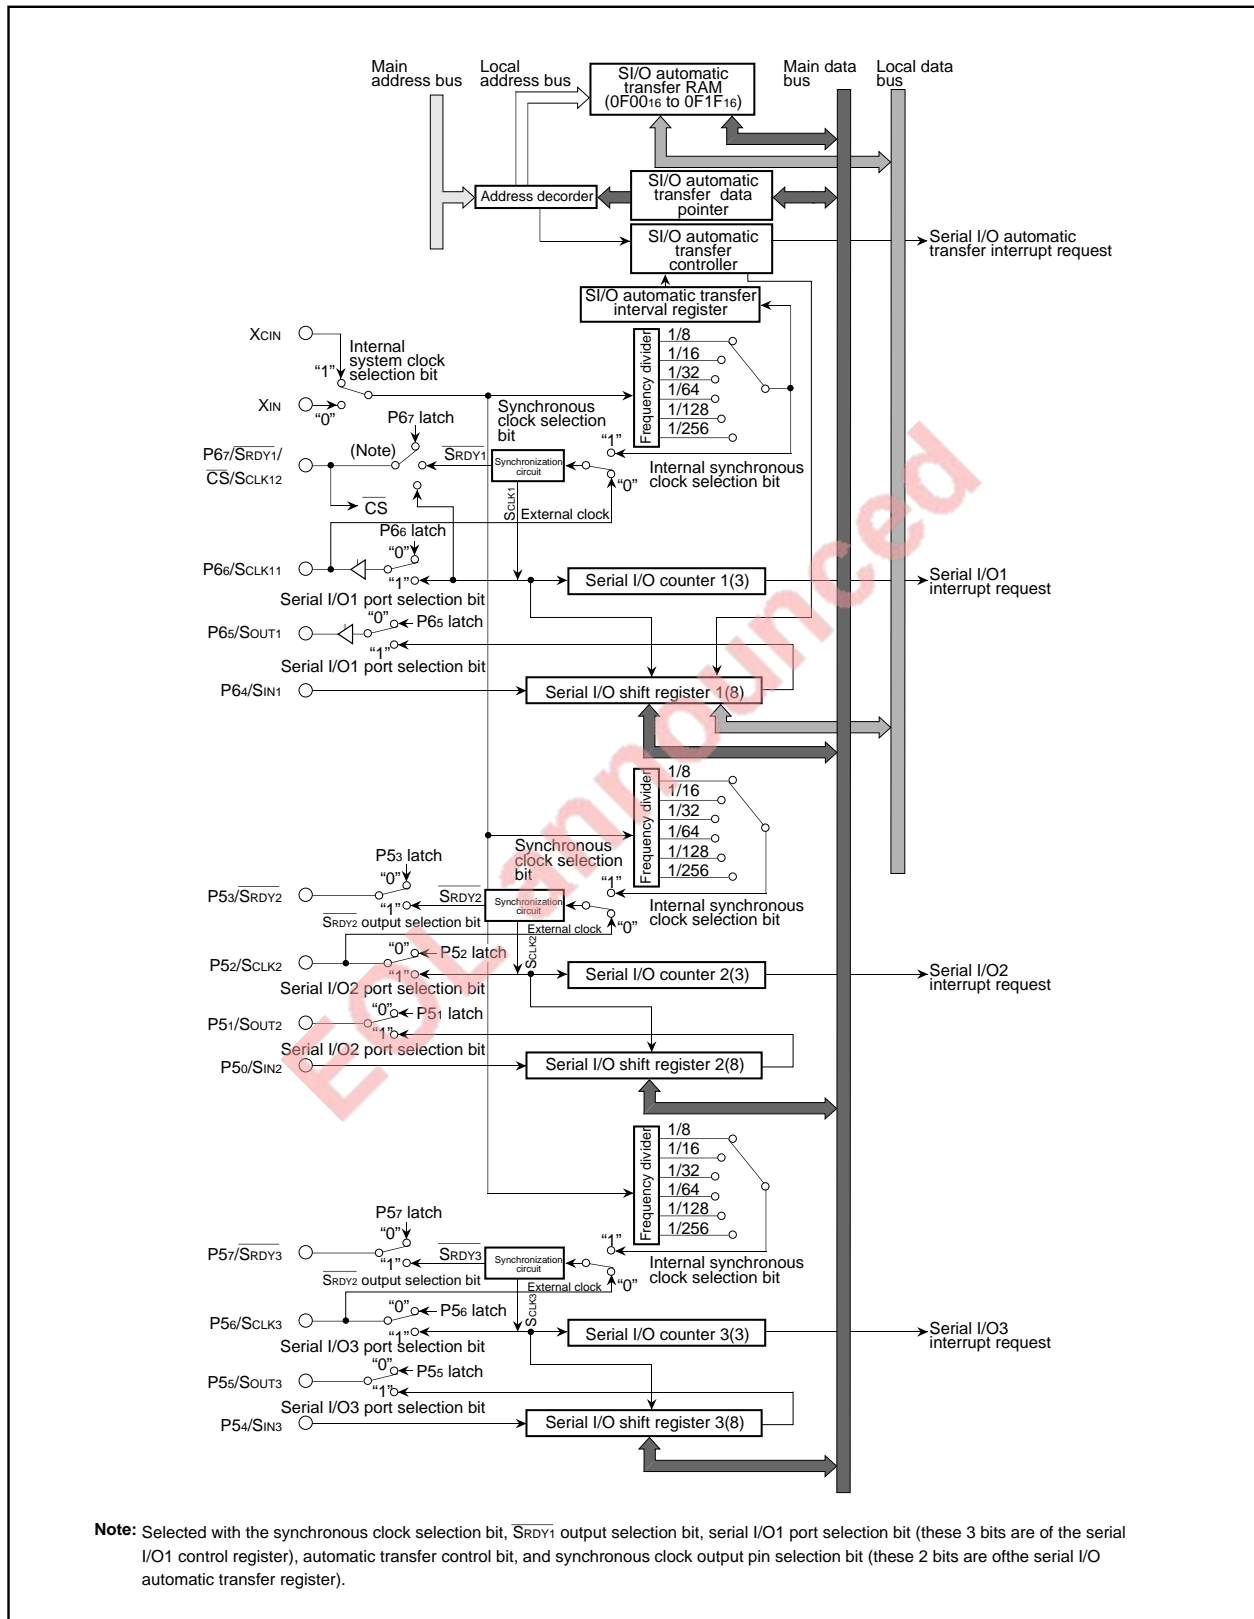 Main
address bus
Local
address bus
SI/O automatic
transfer RAM
(0F0016 to 0F1F16)
Main data
bus
Local data
bus
Address decorder
SI/O automatic
transfer data
pointer
SI/O automatic
transfer
controller
Serial I/O automatic
transfer interrupt request
SI/O automatic transfer
interval register
XCIN
Internal
system clock
selection bit
“1”
XIN
“0”
Frequency divider
1/8
1/16
1/32
1/64
1/128
1/256
P67 latch
Synchronous
clock selection
bit
“1”
P67/SRDY1/
CS/SCLK12
(Note)
SRDY1
Synchronization
circuit
Internal synchronous
clock selection bit
“0”
CS
SCLK1
External clock
P66 latch
“0”
P66/SCLK11
“1”
Serial I/O counter 1(3)
Serial I/O1
interrupt request
Serial I/O1 port selection bit
“0”
P65 latch
P65/SOUT1
“1”
Serial I/O1 port selection bit
P64/SIN1
Serial I/O shift register 1(8)
Frequency divider
1/8
1/16
1/32
1/64
1/128
1/256
Synchronous
clock selection
bit
P53 latch
“0”
“1”
P53/SRDY2
“1”
SRDY2
Synchronization
circuit
Internal synchronous
clock selection bit
“0”
SRDY2 output selection bit
External clock
SCLK2
“0”
P52 latch
P52/SCLK2
“1”
Serial I/O counter 2(3)
Serial I/O2
interrupt request
Serial I/O2 port selection bit
“0”
P51 latch
P51/SOUT2
“1”
Serial I/O2 port selection bit
P50/SIN2
Serial I/O shift register 2(8)
Frequency divider
1/8
1/16
1/32
1/64
1/128
1/256
P57 latch
“0”
“1”
P57/SRDY3
“1”
SRDY3
Synchronization
circuit
Internal synchronous
clock selection bit
“0”
SRDY2 output selection bit
External clock
SCLK3
“0”
P56 latch
P56/SCLK3
“1”
Serial I/O counter 3(3)
Serial I/O3
interrupt request
Serial I/O3 port selection bit
“0”
P55 latch
P55/SOUT3
“1”
Serial I/O3 port selection bit
P54/SIN3
Serial I/O shift register 3(8)
EOL announced
Note: Selected with the synchronous clock selection bit, SRDY1 output selection bit, serial I/O1 port selection bit (these 3 bits are of the serial
I/O1 control register), automatic transfer control bit, and synchronous clock output pin selection bit (these 2 bits are ofthe serial I/O
automatic transfer register).